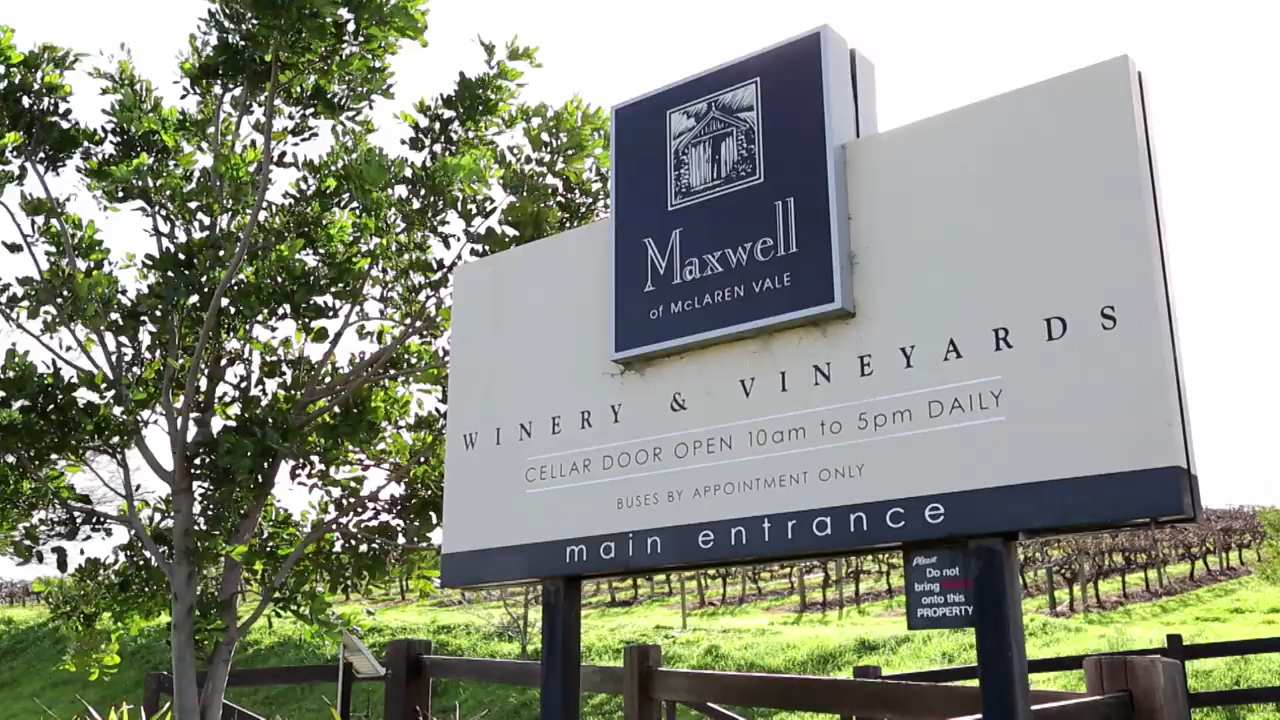 Maxwell
of McLAREN VALE
WINERY & VINEYARDS
CELLAR DOOR OPEN 10am to 5pm DAILY
BUSES BY APPOINTMENT ONLY
main entrance
Please
Do not
bring
onto this
PROPERTY